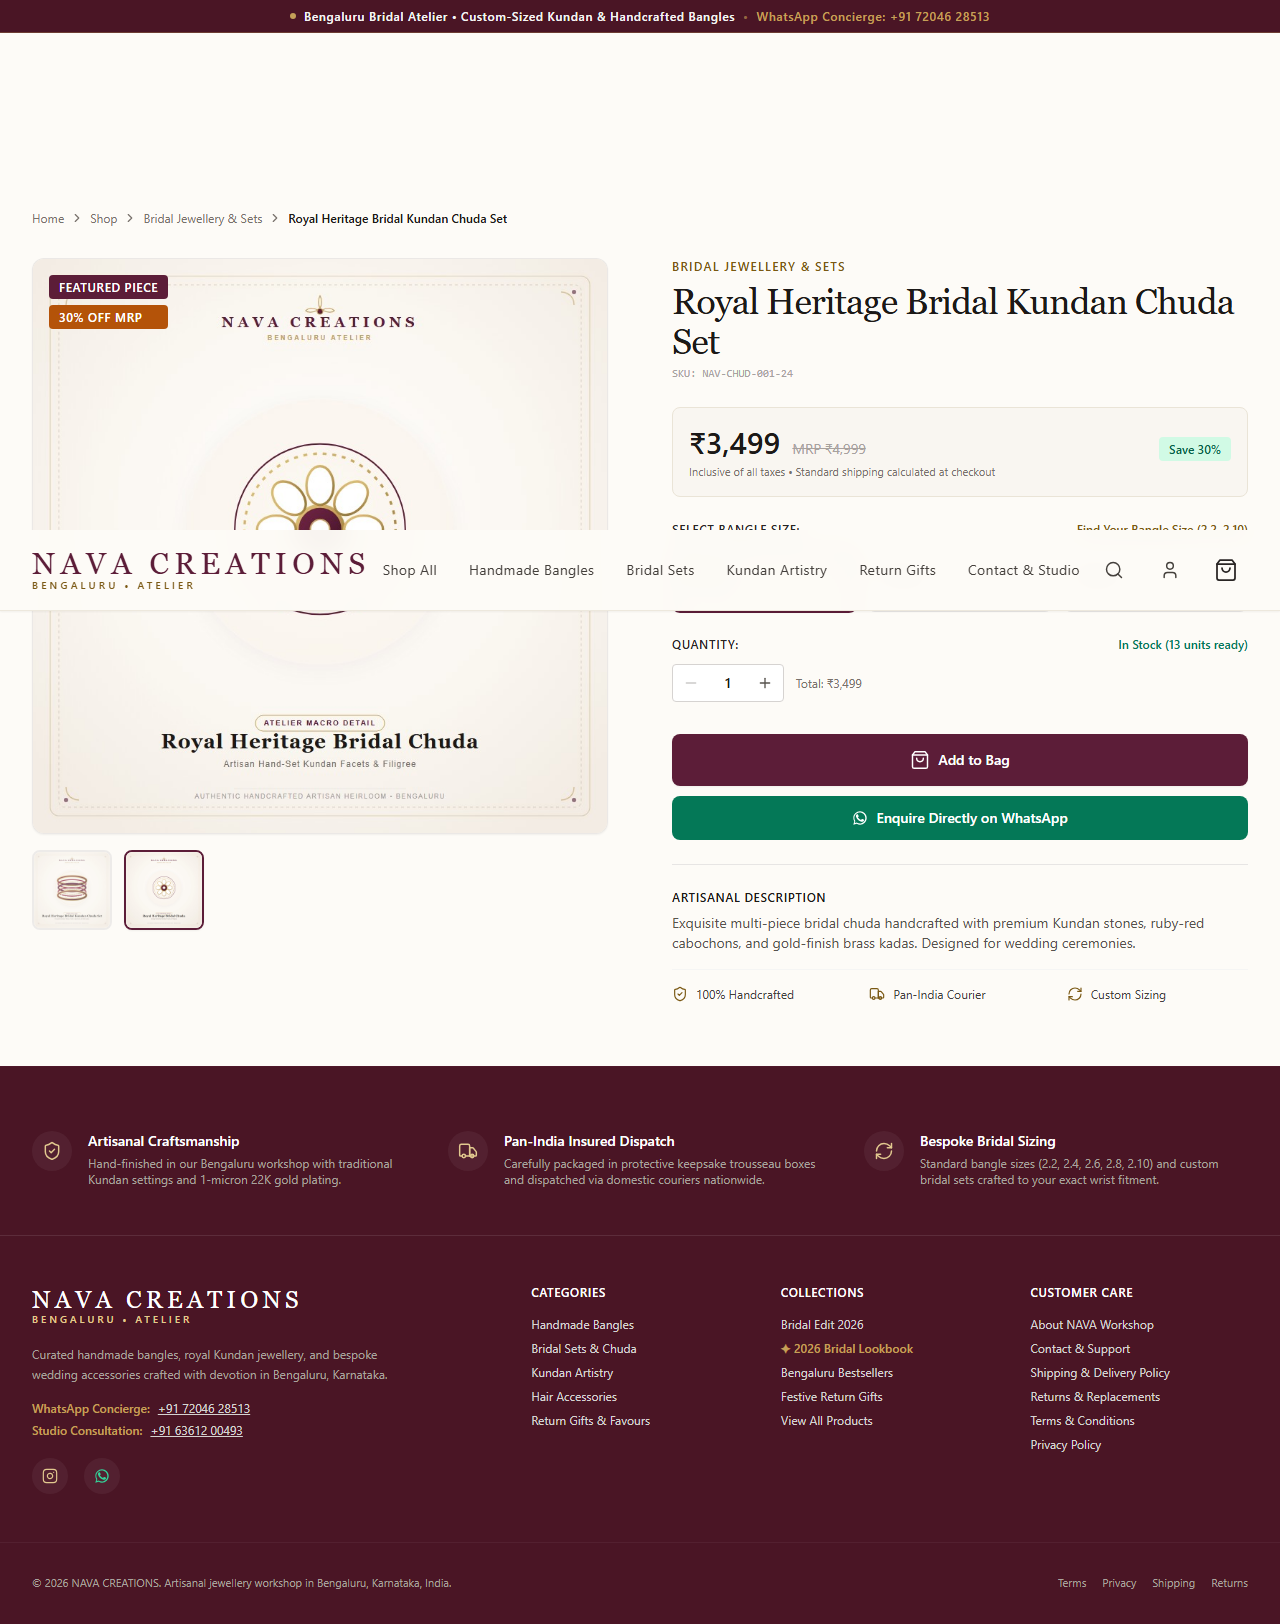 Bengaluru Bridal Atelier • Custom-Sized Kundan & Handcrafted Bangles • WhatsApp Concierge: +91 72046 28513
Home > Shop > Bridal Jewellery & Sets > Royal Heritage Bridal Kundan Chuda Set
FEATURED PIECE
30% OFF MRP
NAVA CREATIONS
BENGALURU ATELIER
ATELIER MACRO DETAIL
Royal Heritage Bridal Chuda
Artisan Hand-Set Kundan Facets & Filigree
AUTHENTIC HANDCRAFTED ARTISAN HEIRLOOM • BENGALURU
BRIDAL JEWELLERY & SETS
Royal Heritage Bridal Kundan Chuda
Set
SKU: NAV-CHUD-001-24
₹3,499 MRP ₹4,999
Save 30%
Inclusive of all taxes • Standard shipping calculated at checkout
SELECT BANGLE SIZE:
Find Your Bangle Size (2.2, 2.10)
NAVA CREATIONS
BENGALURU • ATELIER
Shop All
Handmade Bangles
Bridal Sets
Kundan Artistry
Return Gifts
Contact & Studio
QUANTITY:
In Stock (13 units ready)
1
Total: ₹3,499
Add to Bag
Enquire Directly on WhatsApp
ARTISANAL DESCRIPTION
Exquisite multi-piece bridal chuda handcrafted with premium Kundan stones, ruby-red
cabochons, and gold-finish brass kadas. Designed for wedding ceremonies.
100% Handcrafted
Pan-India Courier
Custom Sizing
Artisanal Craftsmanship
Hand-finished in our Bengaluru workshop with traditional
Kundan settings and 1-micron 22K gold plating.
Pan-India Insured Dispatch
Carefully packaged in protective keepsake trousseau boxes
and dispatched via domestic couriers nationwide.
Bespoke Bridal Sizing
Standard bangle sizes (2.2, 2.4, 2.6, 2.8, 2.10) and custom
bridal sets crafted to your exact wrist fitment.
NAVA CREATIONS
BENGALURU • ATELIER
Curated handmade bangles, royal Kundan jewellery, and bespoke
wedding accessories crafted with devotion in Bengaluru, Karnataka.
WhatsApp Concierge: +91 72046 28513
Studio Consultation: +91 63612 00493
CATEGORIES
Handmade Bangles
Bridal Sets & Chuda
Kundan Artistry
Hair Accessories
Return Gifts & Favours
COLLECTIONS
Bridal Edit 2026
✦ 2026 Bridal Lookbook
Bengaluru Bestsellers
Festive Return Gifts
View All Products
CUSTOMER CARE
About NAVA Workshop
Contact & Support
Shipping & Delivery Policy
Returns & Replacements
Terms & Conditions
Privacy Policy
© 2026 NAVA CREATIONS. Artisanal jewellery workshop in Bengaluru, Karnataka, India.
Terms
Privacy
Shipping
Returns